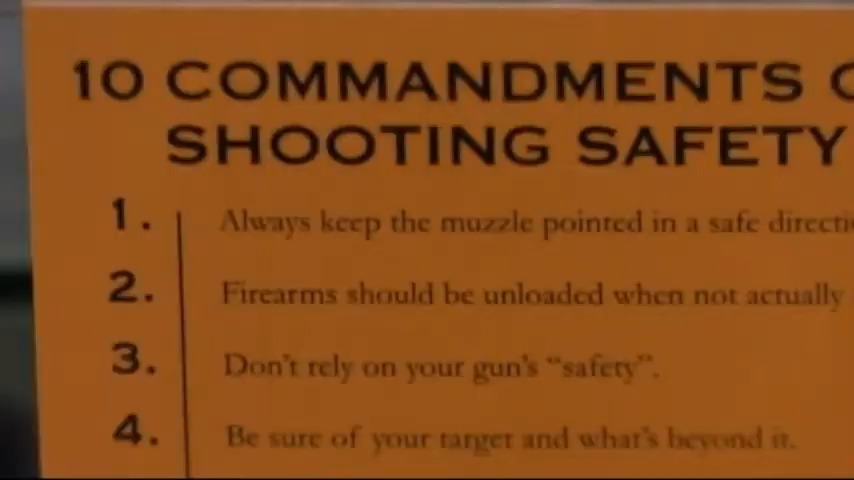 10 COMMANDMENTS
SHOOTING SAFETY
1. Always keep the muzzle pointed in a safe
2. Firearms should be unloaded when not actually
3. Don't rely on your gun's "safety".
4. Be sure of your target and what's beyond it.